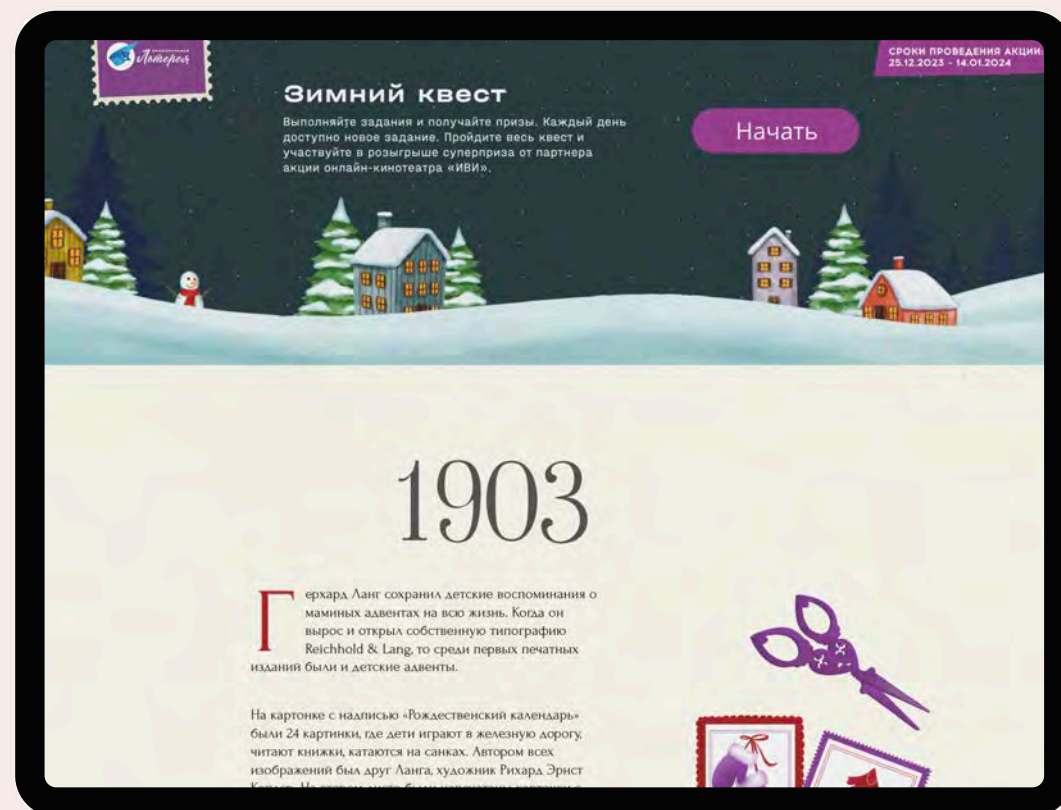 Лотерея
СРОКИ ПРОВЕДЕНИЯ АКЦИИ:
25.12.2023 - 14.01.2024
Зимний квест
Выполняйте задания и получайте призы. Каждый день
доступно новое задание. Пройдите весь квест и
участвуйте в розыгрыше суперприза от партнера
акции онлайн-кинотеатра «ИВИ».
Начать
1903
Герхард Ланг сохранил детские воспоминания о
маминых адвентах на всю жизнь. Когда он
вырос и открыл собственную типографию
Reichhold & Lang, то среди первых печатных
изданий были и детские адвенты.
На картонке с надписью «Рождественский календарь»
были 24 картинки, где дети играют в железную дорогу,
читают книжки, катаются на санках. Автором всех
изображений был друг Ланга, художник Рихард Эрнст